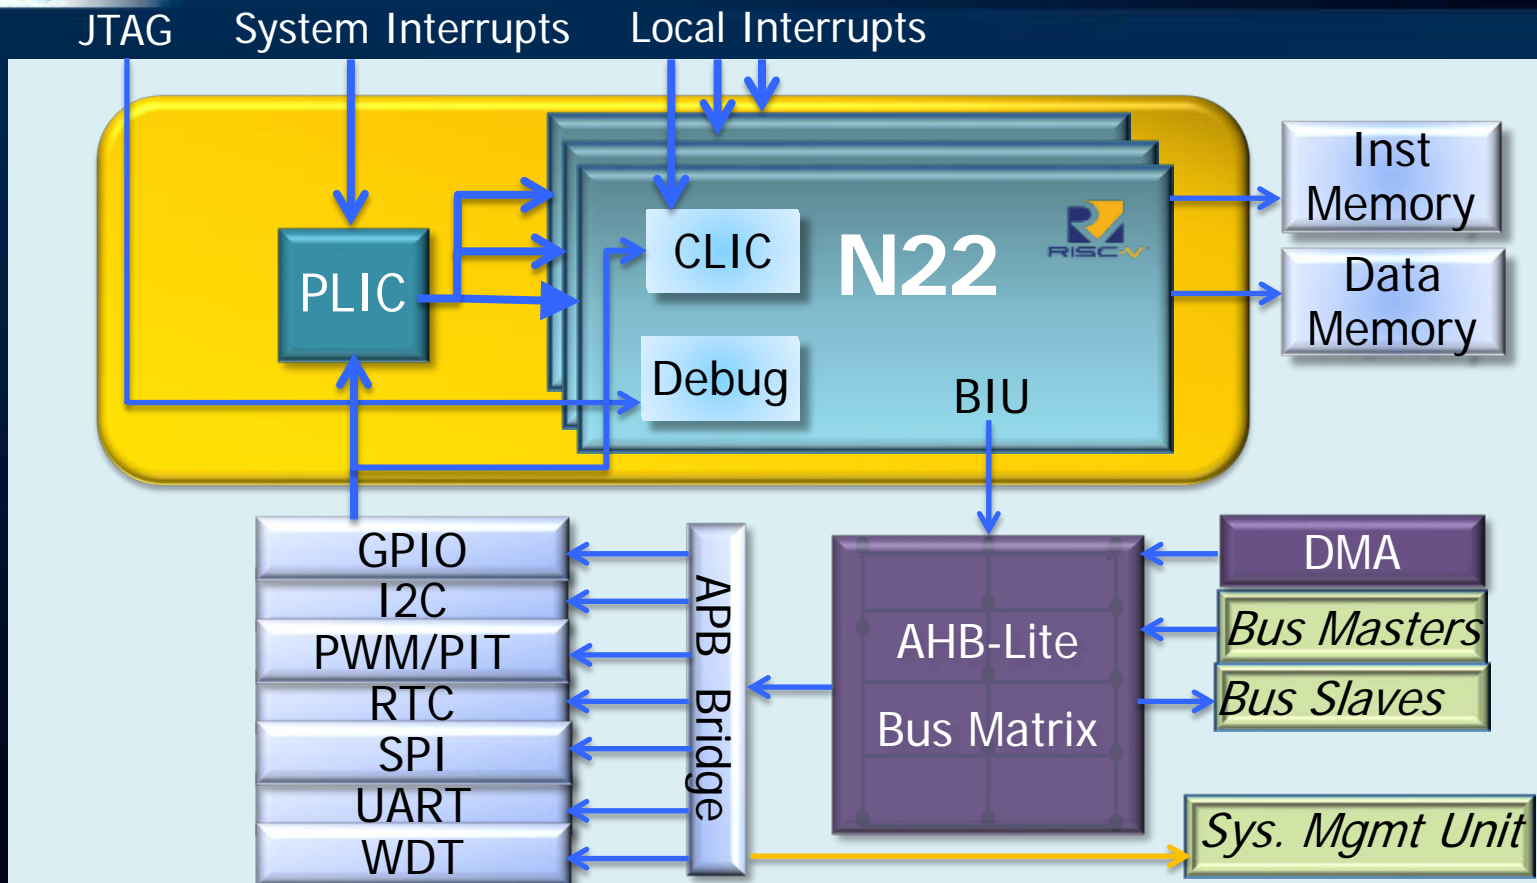 JTAG
System Interrupts
Local Interrupts
Inst
Memory
CLIC
N22
RISC-V
PLIC
Data
Memory
Debug
BIU
GPIO
I2C
PWM/PIT
RTC
SPI
UART
WDT
APB Bridge
AHB-Lite
Bus Matrix
DMA
Bus Masters
Bus Slaves
Sys. Mgmt Unit